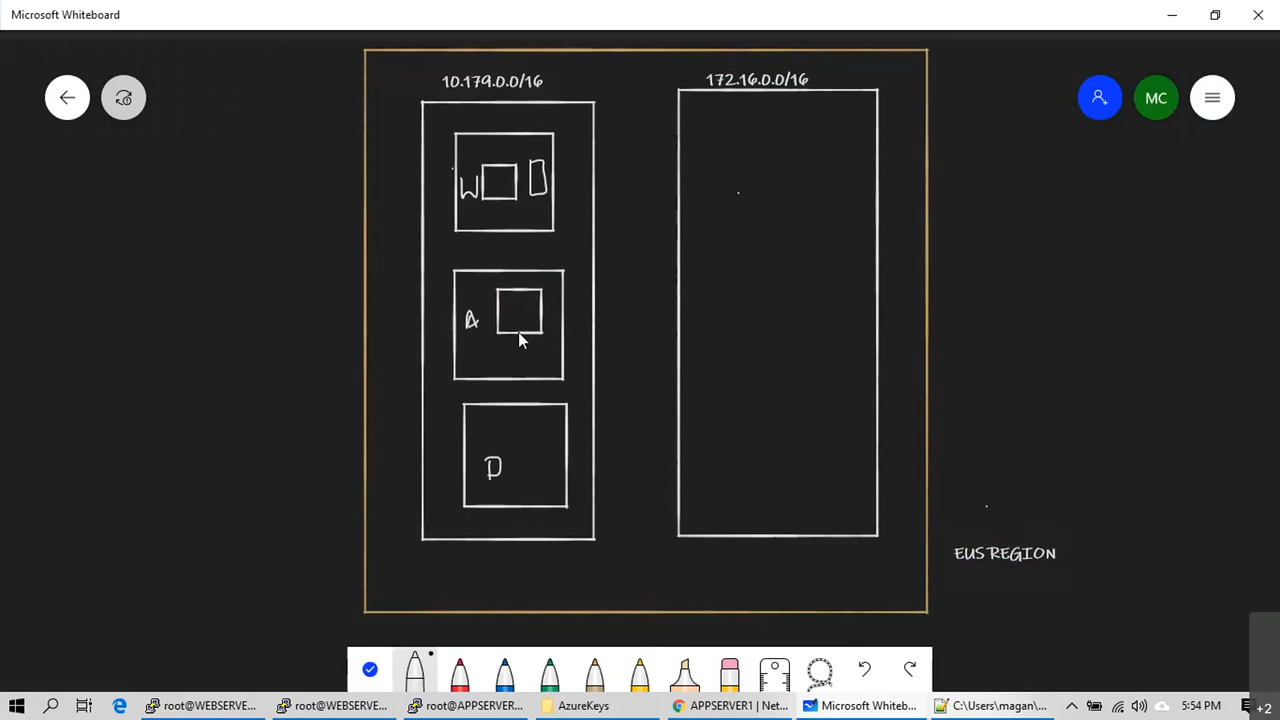 Microsoft Whiteboard
10.179.0.0/16
172.16.0.0/16
MC
W
A
D
EUS REGION
root@WEBSERVE...
root@WEBSERVE...
root@APPSERVER...
AzureKeys
APPSERVER1 | Net...
Microsoft Whiteb...
C:\Users\magan/...
5:54 PM
+2